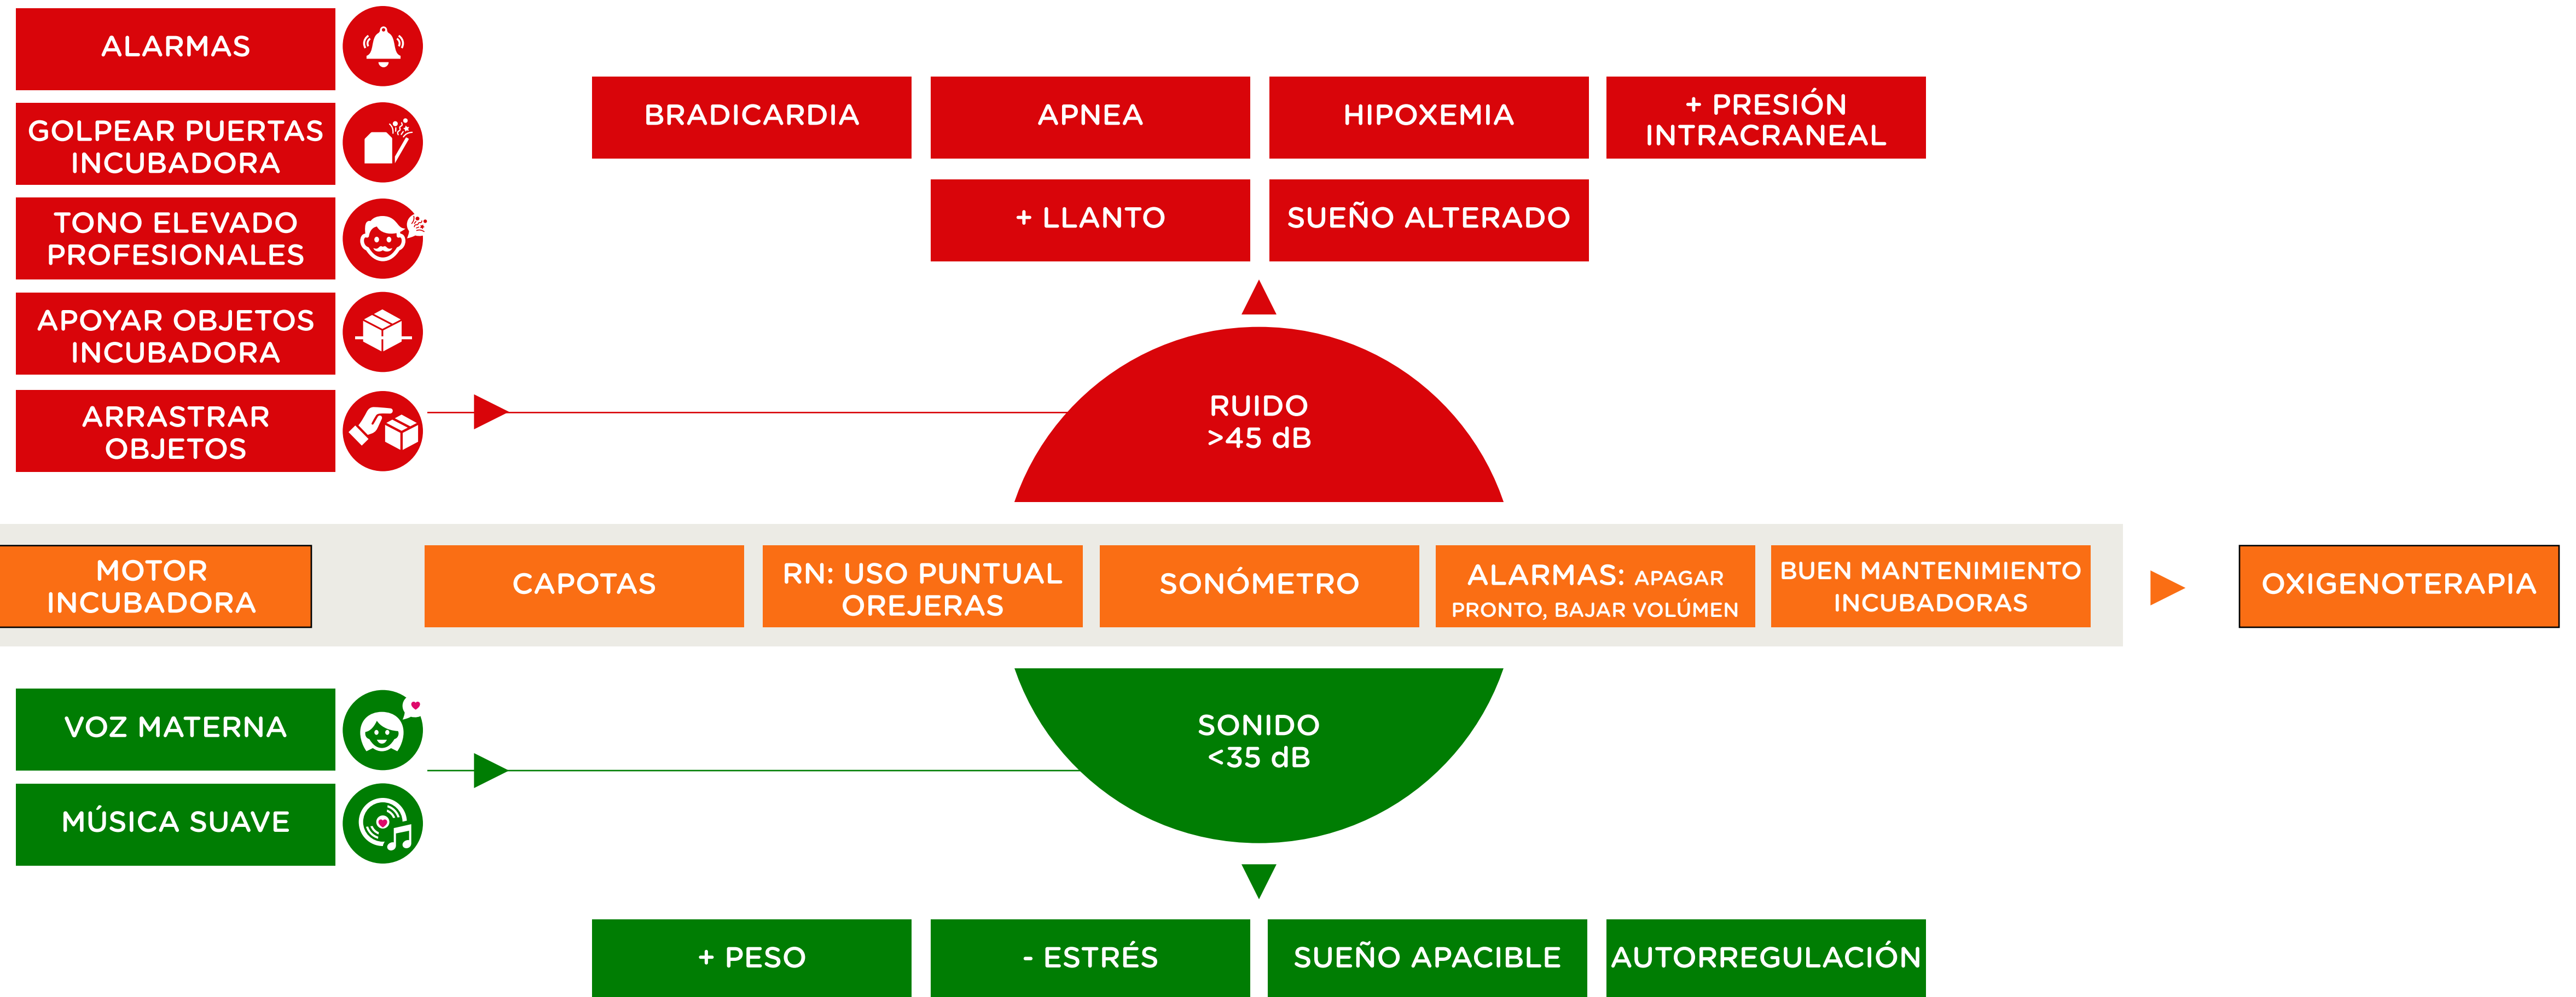 ALARMAS
GOLPEAR PUERTAS
INCUBADORA
TONO ELEVADO
PROFESIONALES
APOYAR OBJETOS
INCUBADORA
ARRASTRAR
OBJETOS
BRADICARDIA
APNEA
HIPOXEMIA
+ PRESIÓN
INTRACRANEAL
+ LLANTO
SUEÑO ALTERADO
RUIDO
>45 dB
MOTOR
INCUBADORA
CAPOTAS
RN: USO PUNTUAL
OREJERAS
SONÓMETRO
ALARMAS: APAGAR
PRONTO, BAJAR VOLÚMEN
BUEN MANTENIMIENTO
INCUBADORAS
OXIGENOTERAPIA
VOZ MATERNA
MÚSICA SUAVE
SONIDO
<35 dB
+ PESO
- ESTRÉS
SUEÑO APACIBLE
AUTORREGULACIÓN